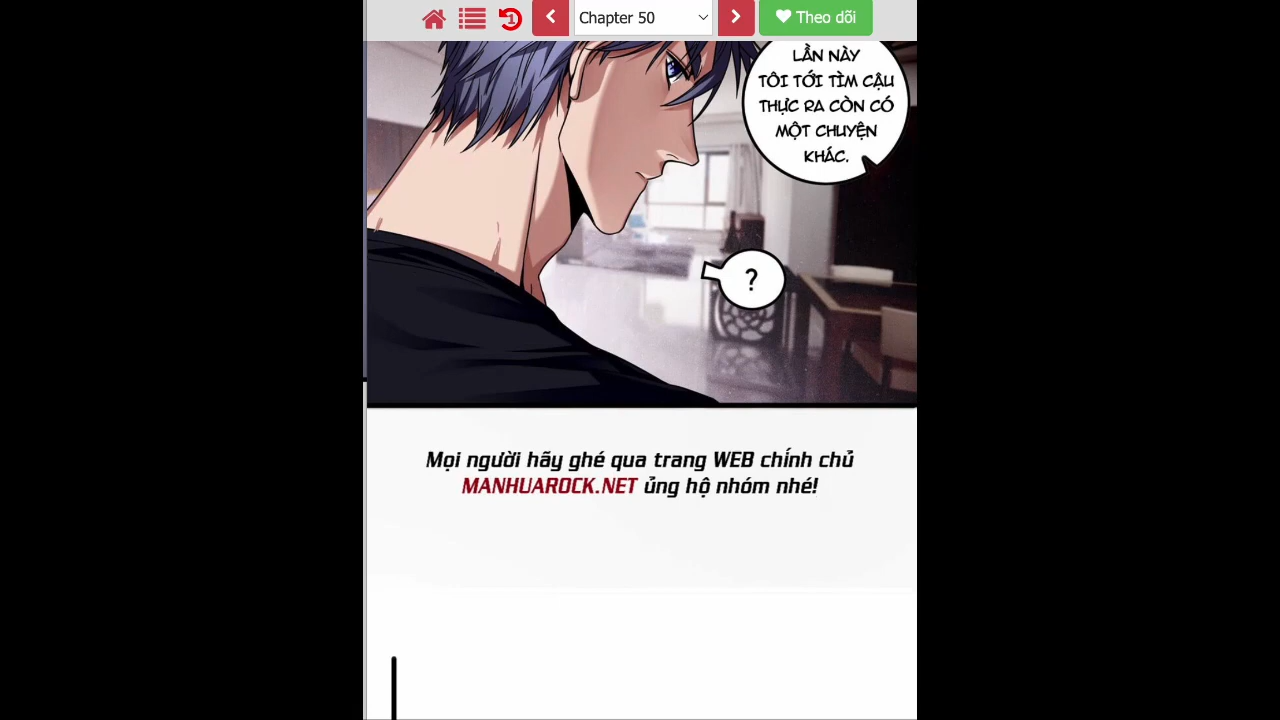 1
Chapter 50
Theo dõi
LẦN NÀY
TÔI TỚI TÌM CẬU
THỰC RA CÒN CÓ
MỘT CHUYỆN
KHÁC.
?
Mọi người hãy ghé qua trang WEB chính chủ
MANHUAROCK.NET ủng hộ nhóm nhé!